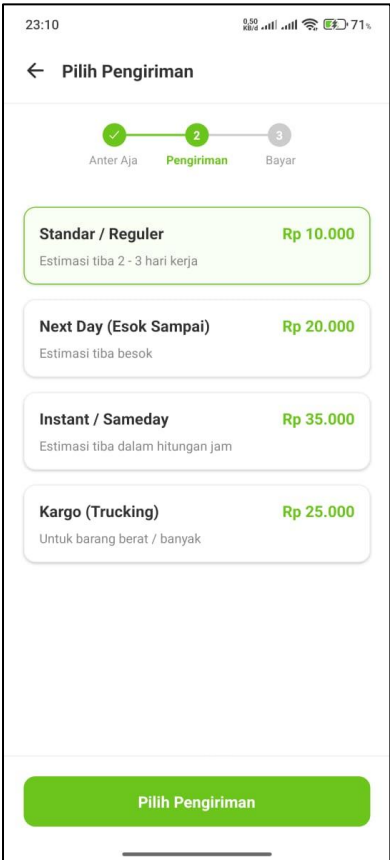 23:10
0,50 KB/d 71%
Pilih Pengiriman
2
3
Anter Aja Pengiriman Bayar
Standar / Reguler Rp 10.000
Estimasi tiba 2 - 3 hari kerja
Next Day (Esok Sampai) Rp 20.000
Estimasi tiba besok
Instant / Sameday Rp 35.000
Estimasi tiba dalam hitungan jam
Kargo (Trucking) Rp 25.000
Untuk barang berat / banyak
Pilih Pengiriman